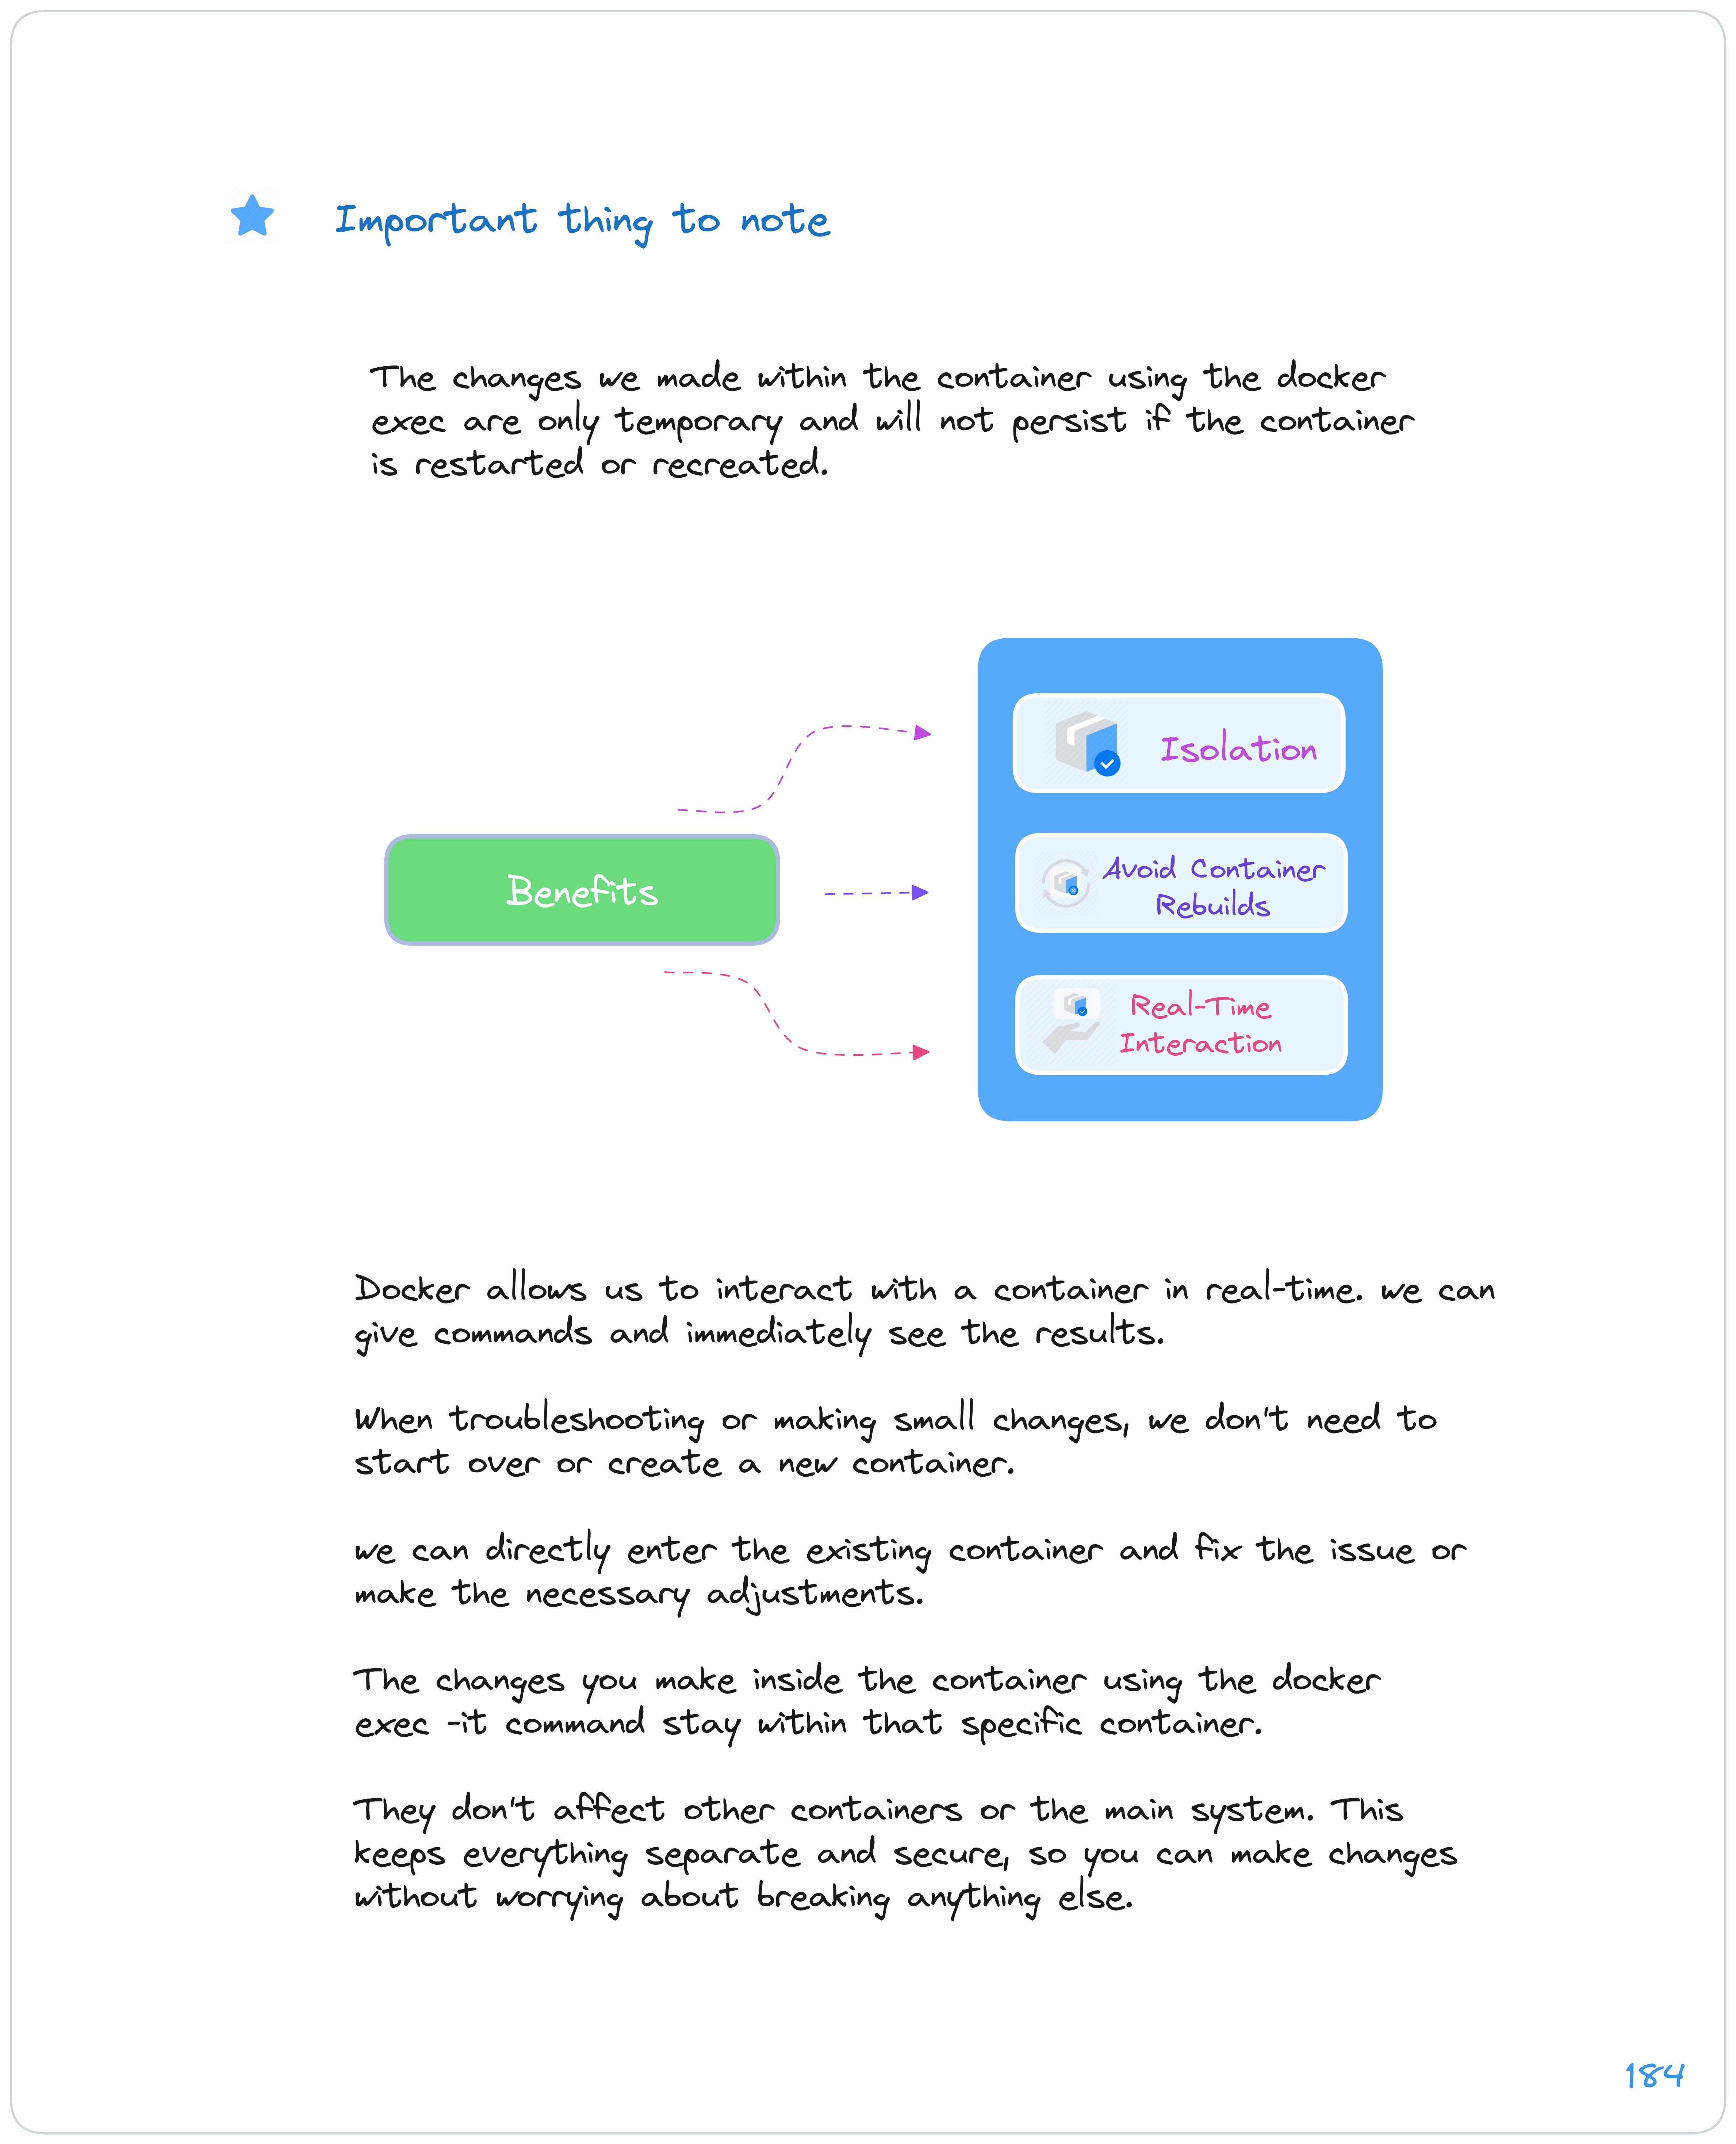 Important thing to note
The changes we made within the container using the docker
exec are only temporary and will not persist if the container
is restarted or recreated.
Isolation
Benefits
Avoid Container
Rebuilds
Real-Time
Interaction
Docker allows us to interact with a container in real-time. we can
give commands and immediately see the results.
When troubleshooting or making small changes, we don't need to
start over or create a new container.
we can directly enter the existing container and fix the issue or
make the necessary adjustments.
The changes you make inside the container using the docker
exec -it command stay within that specific container.
They don't affect other containers or the main system. This
keeps everything separate and secure, so you can make changes
without worrying about breaking anything else.
184